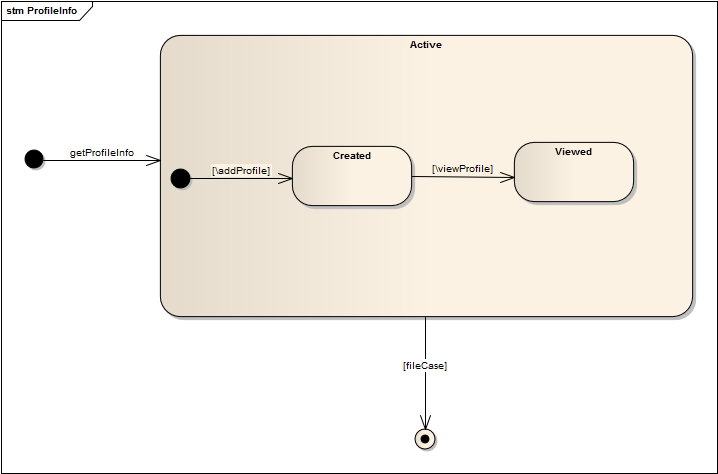 stm ProfileInfo
Active
getProfileInfo
[\addProfile]
Created
[\viewProfile]
Viewed
[fileCase]